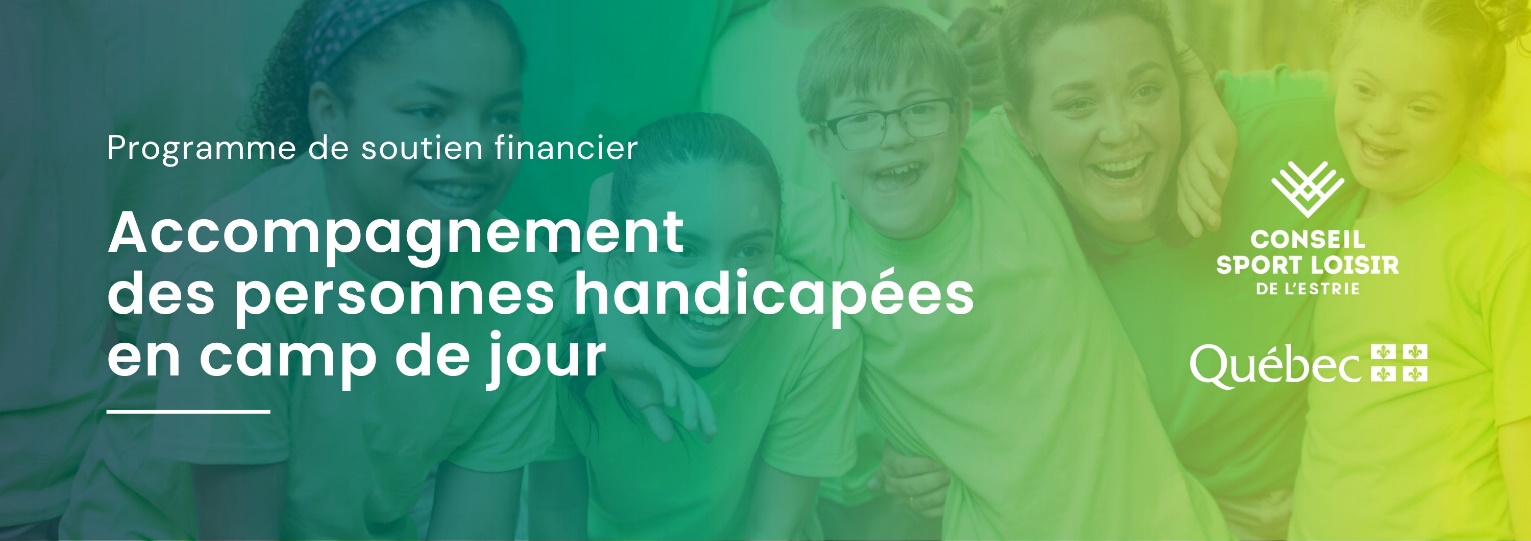 Programme de soutien financier
Accompagnement
des personnes handicapées
en camp de jour
CONSEIL
SPORT LOISIR
DE L'ESTRIE
Québec